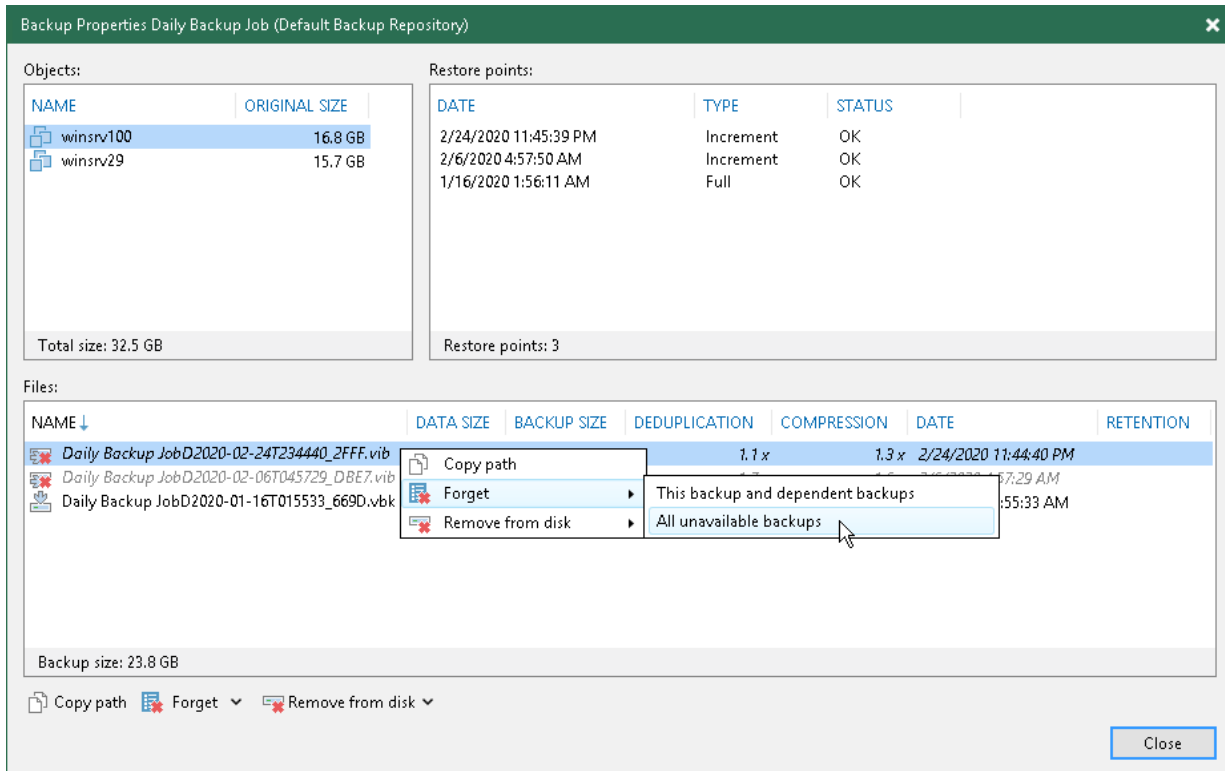 Backup Properties Daily Backup Job (Default Backup Repository)
Objects:
NAME ORIGINAL SIZE
winsrv100 16.8 GB
winsrv29 15.7 GB
Total size: 32.5 GB
Restore points:
DATE TYPE STATUS
2/24/2020 11:45:39 PM Increment OK
2/6/2020 4:57:50 AM Increment OK
1/16/2020 1:56:11 AM Full OK
Restore points: 3
Files:
NAME DATA SIZE BACKUP SIZE DEDUPLICATION COMPRESSION DATE RETENTION
Daily Backup JobD2020-02-24T234440_2FFF.vib 1.1 x 1.3 x 2/24/2020 11:44:40 PM
Daily Backup JobD2020-02-06T045729_DBE7.vib 57:29 AM
Daily Backup JobD2020-01-16T015533_669D.vbk :55:33 AM
Copy path
Forget
Remove from disk
This backup and dependent backups
All unavailable backups
Backup size: 23.8 GB
Copy path Forget Remove from disk
Close